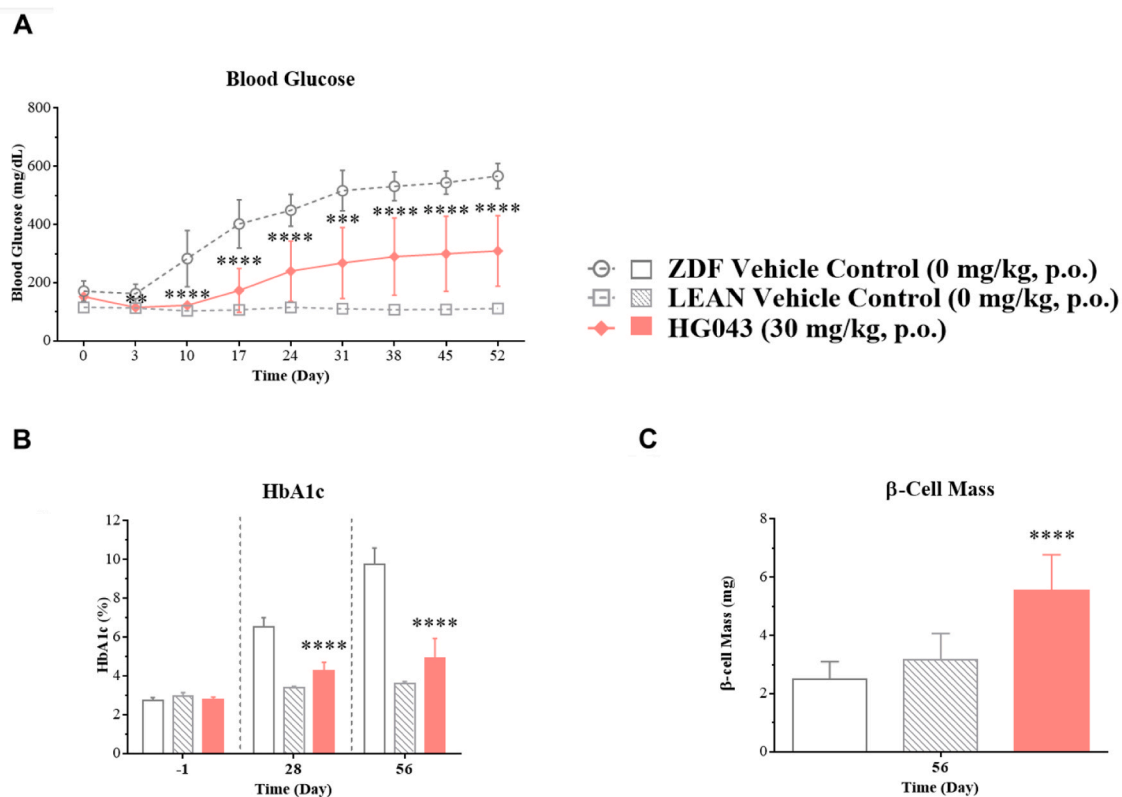 A
Blood Glucose
800
600
400
200
0
Blood Glucose (mg/dL)
** **** **** **** *** **** **** ****
0 3 10 17 24 31 38 45 52
Time (Day)
ZDF Vehicle Control (0 mg/kg, p.o.)
LEAN Vehicle Control (0 mg/kg, p.o.)
HG043 (30 mg/kg, p.o.)
B
HbA1c
12
10
8
6
4
2
0
HbA1c (%)
**** ****
-1 28 56
Time (Day)
C
β-Cell Mass
8
6
4
2
0
β-cell Mass (mg)
****
56
Time (Day)